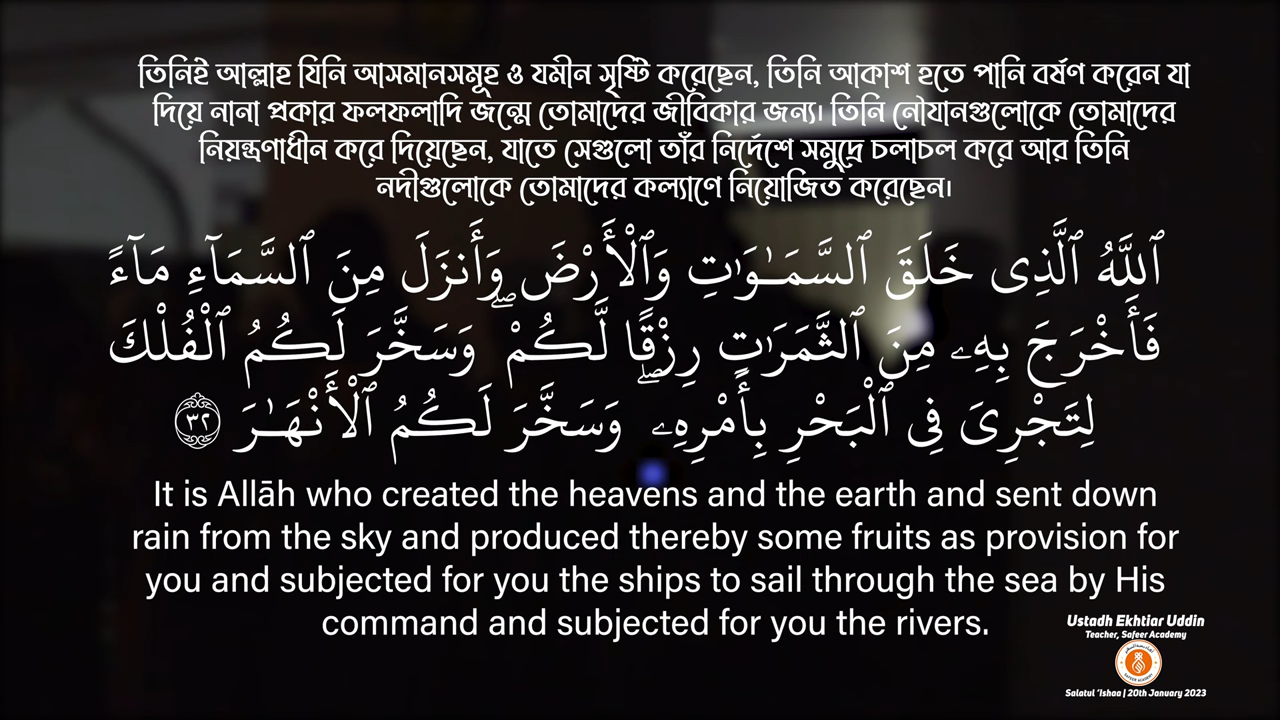 তিনিই আল্লাহ যিনি আসমানসমূহ ও যমীন সৃষ্টি করেছেন, তিনি আকাশ হতে পানি বর্ষণ করেন যা
দিয়ে নানা প্রকার ফলফলাদি জন্মে তোমাদের জীবিকার জন্য। তিনি নৌযানগুলোকে তোমাদের
নিয়ন্ত্রণাধীন করে দিয়েছেন, যাতে সেগুলো তাঁর নির্দেশে সমুদ্রে চলাচল করে আর তিনি
নদীগুলোকে তোমাদের কল্যাণে নিয়োজিত করেছেন।
ٱللَّهُ ٱلَّذِى خَلَقَ ٱلسَّمَـٰوَٰتِ وَٱلْأَرْضَ وَأَنزَلَ مِنَ ٱلسَّمَآءِ مَآءً
فَأَخْرَجَ بِهِۦ مِنَ ٱلثَّمَرَٰتِ رِزْقًا لَّكُمْ ۖ وَسَخَّرَ لَكُمُ ٱلْفُلْكَ
لِتَجْرِىَ فِى ٱلْبَحْرِ بِأَمْرِهِۦ ۖ وَسَخَّرَ لَكُمُ ٱلْأَنْهَـٰرَ ٣٢
It is Allāh who created the heavens and the earth and sent down
rain from the sky and produced thereby some fruits as provision for
you and subjected for you the ships to sail through the sea by His
command and subjected for you the rivers.
Ustadh Ekhtiar Uddin
Teacher, Safeer Academy
SAFEER ACADEMY
Salatul 'Ishaa | 20th January 2023